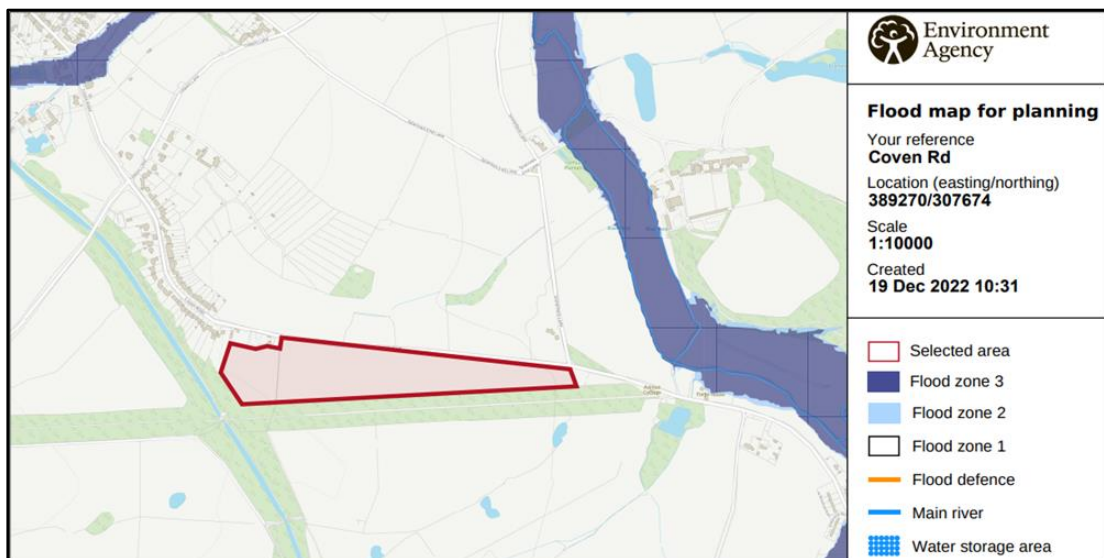 Environment
Agency
Flood map for planning
Your reference
Coven Rd
Location (easting/northing)
389270/307674
Scale
1:10000
Created
19 Dec 2022 10:31
Selected area
Flood zone 3
Flood zone 2
Flood zone 1
Flood defence
Main river
Water storage area